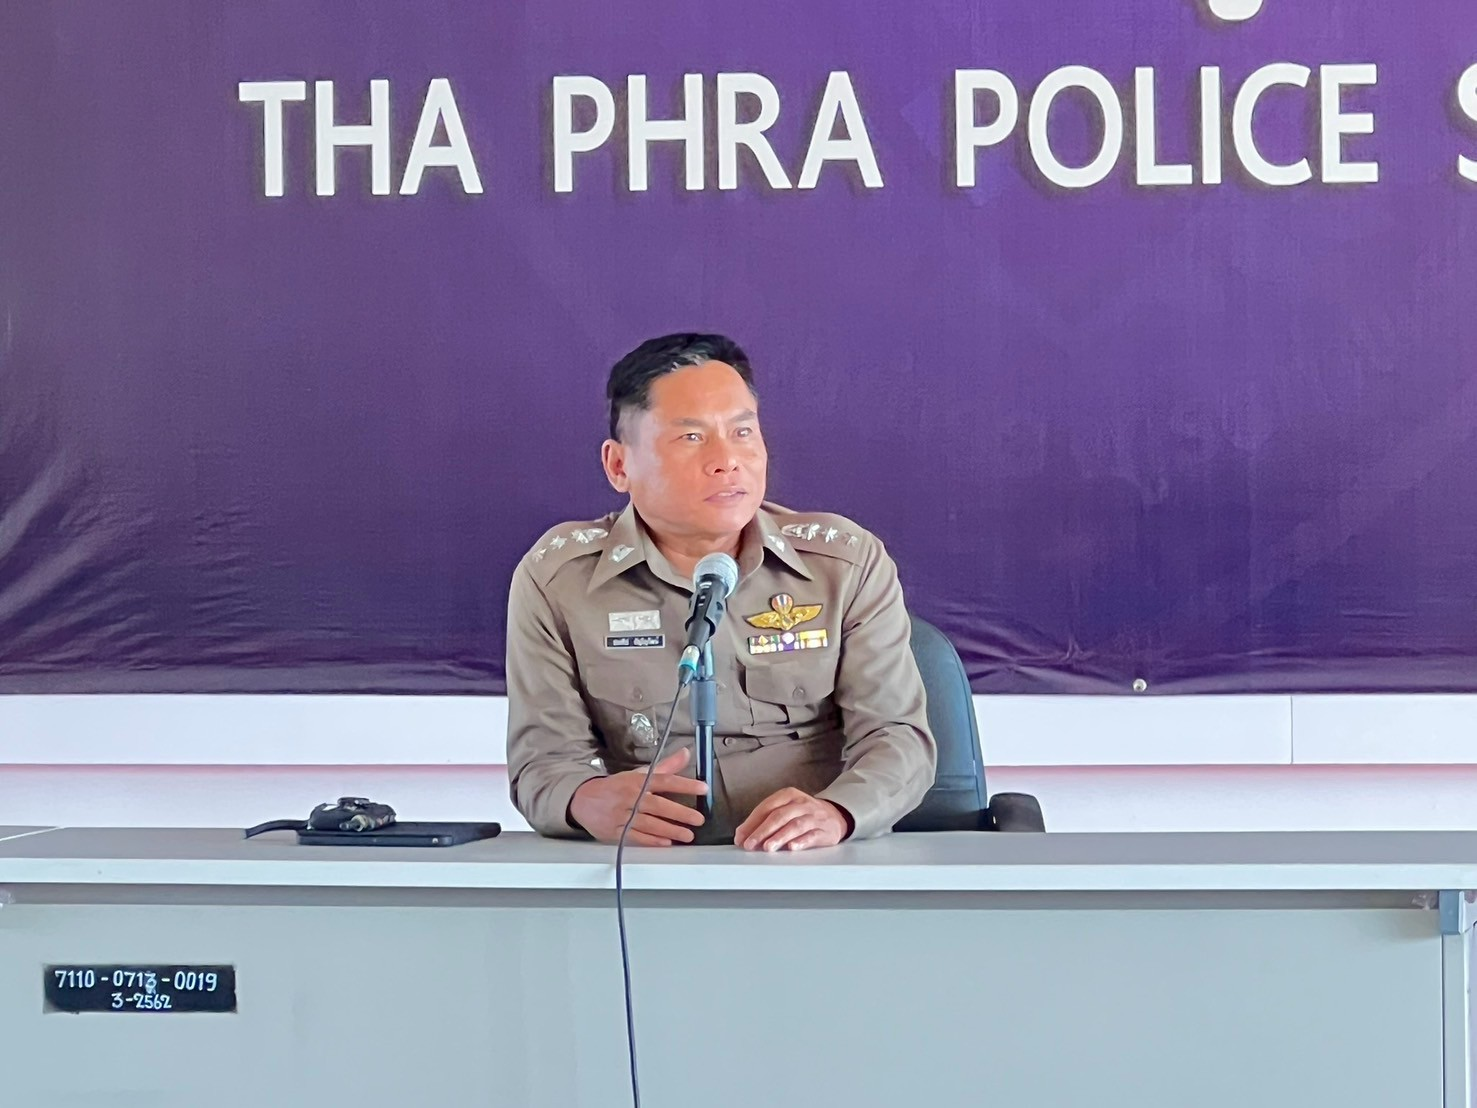 THA PHRA POLICE S
7110-0713-0019
3-2562